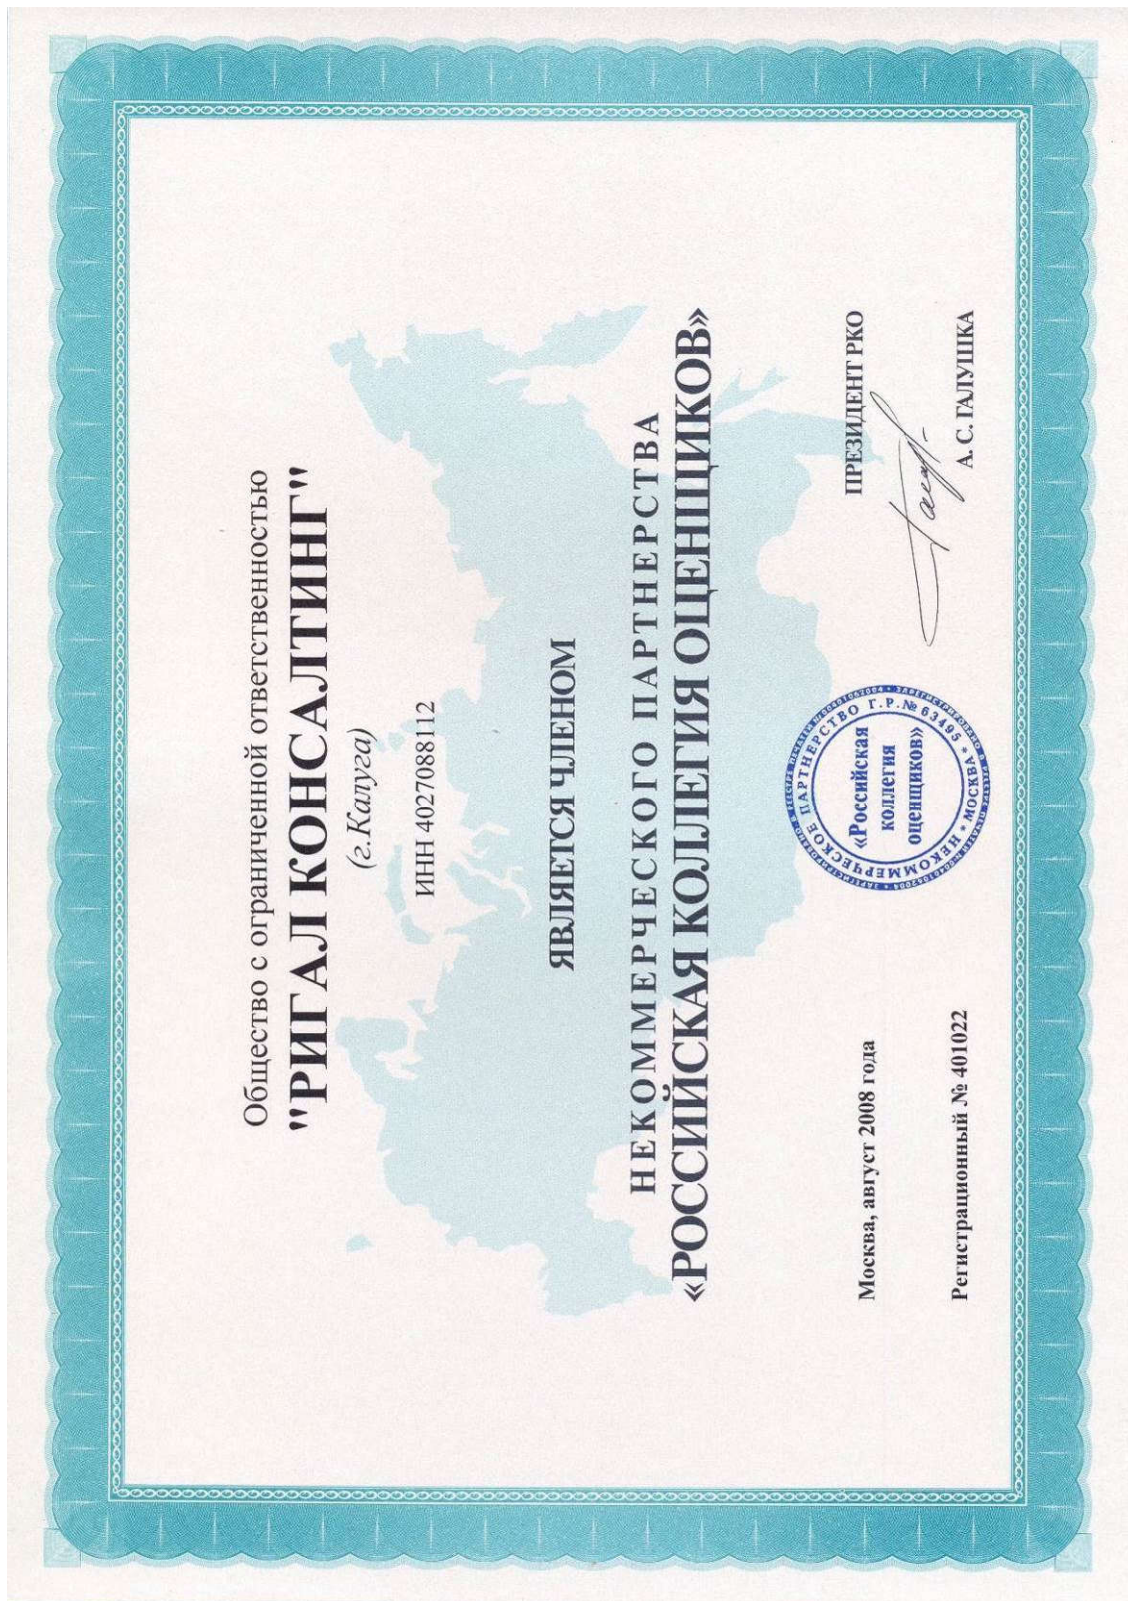 Общество с ограниченной ответственностью
"РИГАЛ КОНСАЛТИНГ"
(г.Калуга)
ИНН 4027088112
ЯВЛЯЕТСЯ ЧЛЕНОМ
НЕКОММЕРЧЕСКОГО ПАРТНЕРСТВА
«РОССИЙСКАЯ КОЛЛЕГИЯ ОЦЕНЩИКОВ»
Москва, август 2008 года
Регистрационный № 401022
НЕКОММЕРЧЕСКОЕ ПАРТНЕРСТВО Г.Р.№ 63495 * МОСКВА *
«Российская
коллегия
оценщиков»
ПРЕЗИДЕНТ РКО
А. С. ГАЛУШКА